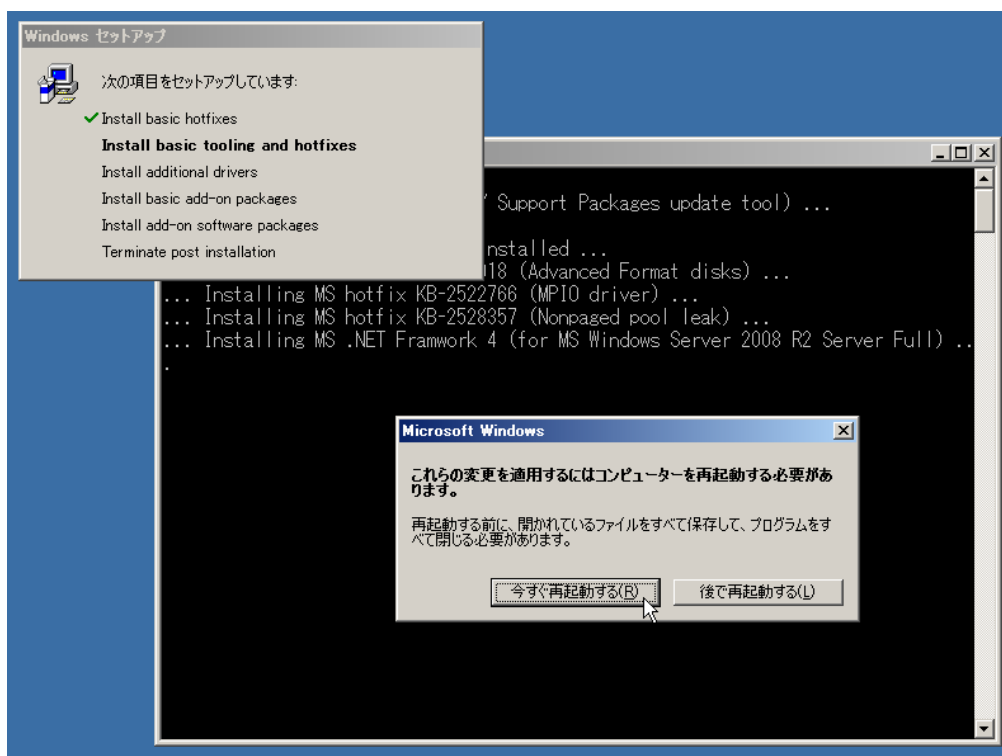 Windows セットアップ
次の項目をセットアップしています:
Install basic hotfixes
Install basic tooling and hotfixes
Install additional drivers
Install basic add-on packages
Install add-on software packages
Terminate post installation
Support Packages update tool) ...
... 
18 (Advanced Format disks) ...
... Installing MS hotfix KB-2522766 (MPIO driver) ...
... Installing MS hotfix KB-2528357 (Nonpaged pool leak) ...
... Installing MS .NET Framwork 4 (for MS Windows Server 2008 R2 Server Full) ..
.
Microsoft Windows
これらの変更を適用するにはコンピューターを再起動する必要があ
ります。
再起動する前に、開かれているファイルをすべて保存して、プログラムをす
べて閉じる必要があります。
今すぐ再起動する(R)
後で再起動する(L)